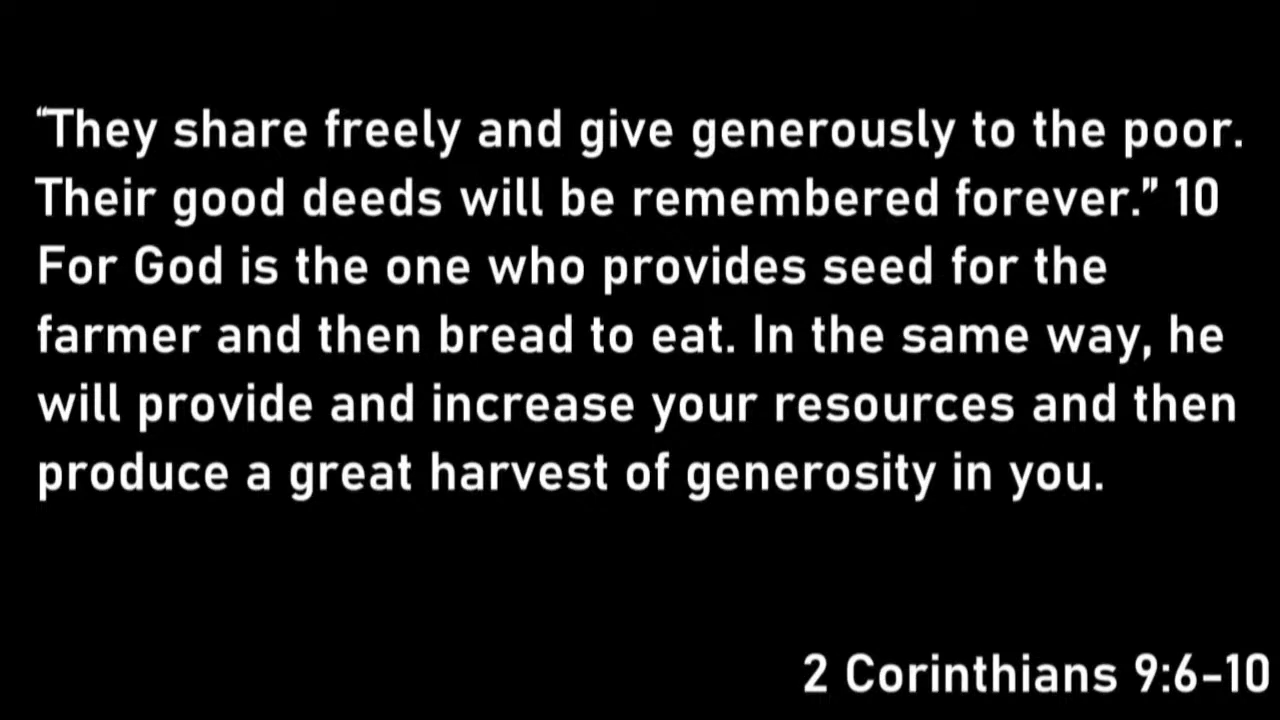 “They share freely and give generously to the poor.
Their good deeds will be remembered forever.” 10
For God is the one who provides seed for the
farmer and then bread to eat. In the same way, he
will provide and increase your resources and then
produce a great harvest of generosity in you.
2 Corinthians 9:6-10